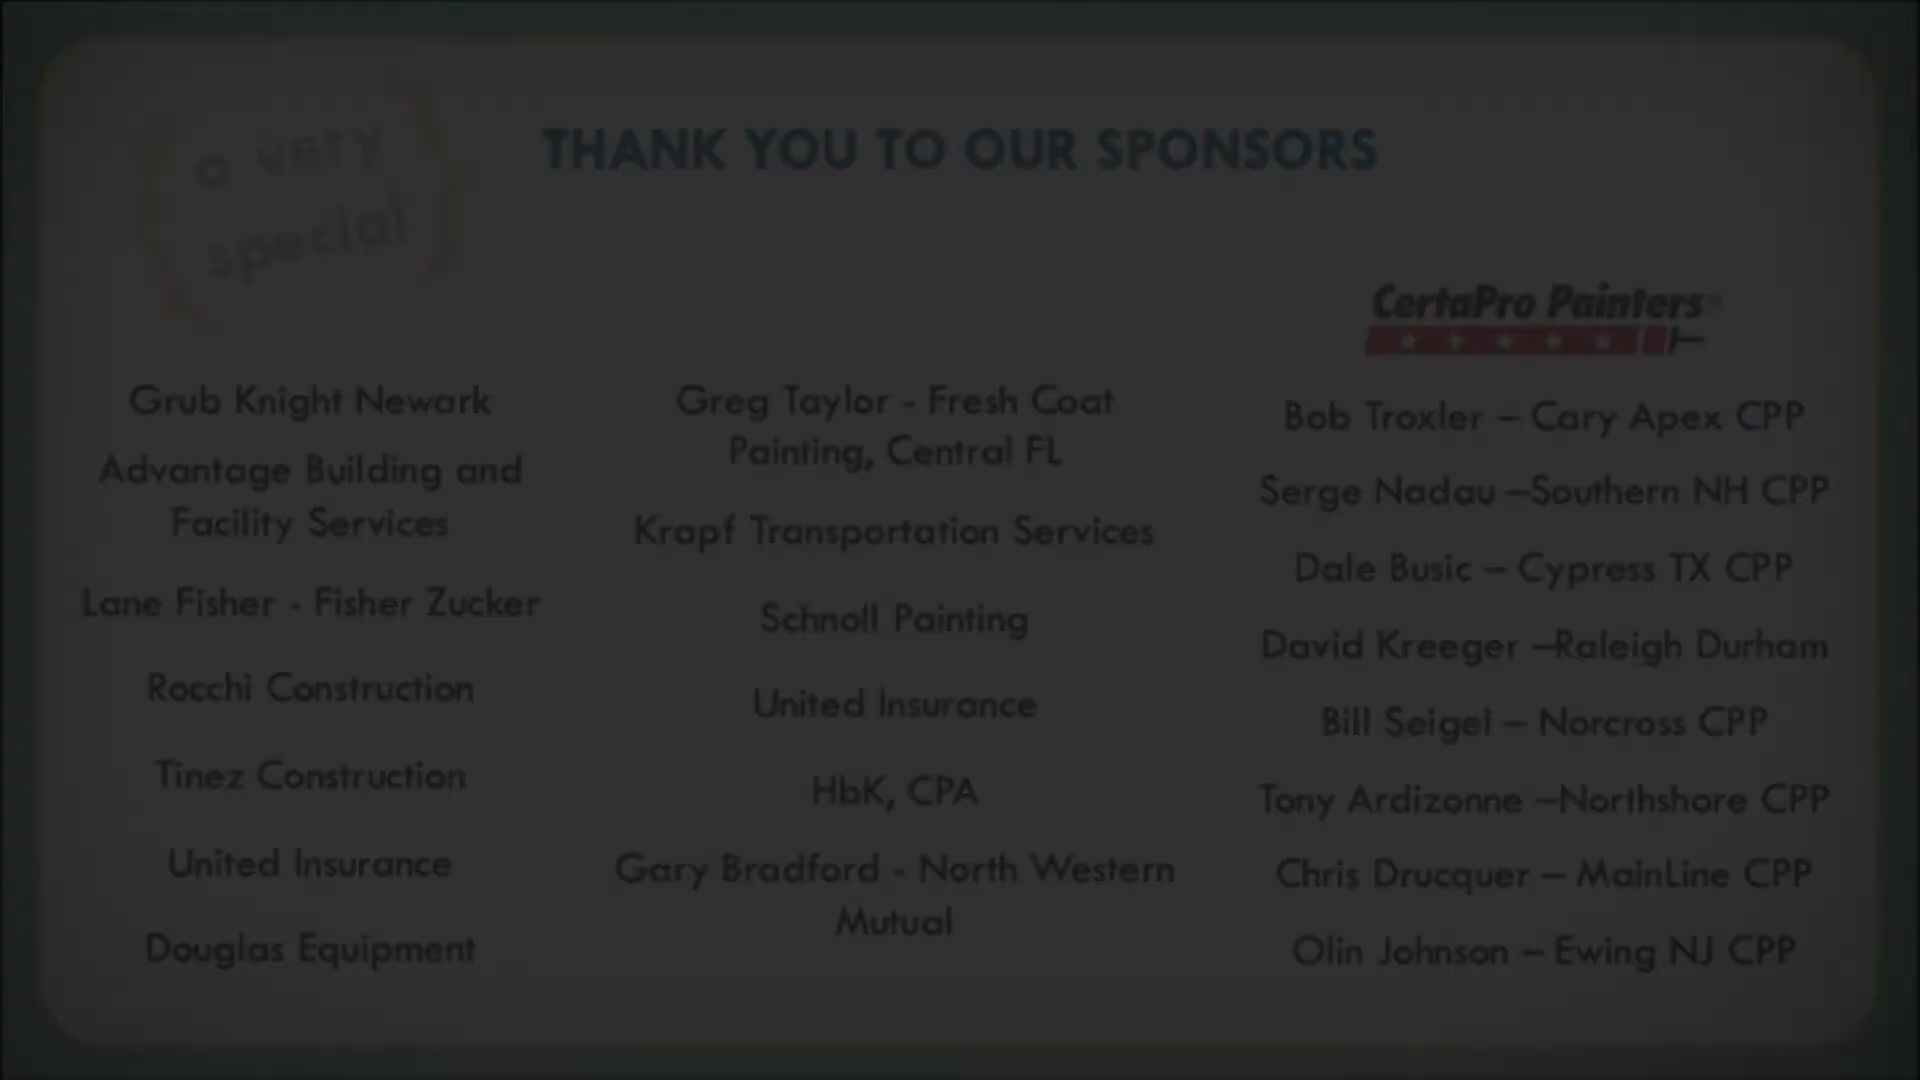 a very
special
THANK YOU TO OUR SPONSORS
Grub Knight Newark
Advantage Building and
Facility Services
Lane Fisher - Fisher Zucker
Rocchi Construction
Tinez Construction
United Insurance
Douglas Equipment
Greg Taylor - Fresh Coat
Painting, Central FL
Krapf Transportation Services
Schnoll Painting
United Insurance
HbK, CPA
Gary Bradford - North Western
Mutual
CertaPro Painters®
Bob Troxler – Cary Apex CPP
Serge Nadau –Southern NH CPP
Dale Busic – Cypress TX CPP
David Kreeger –Raleigh Durham
Bill Seigel – Norcross CPP
Tony Ardizonne –Northshore CPP
Chris Drucquer – MainLine CPP
Olin Johnson – Ewing NJ CPP